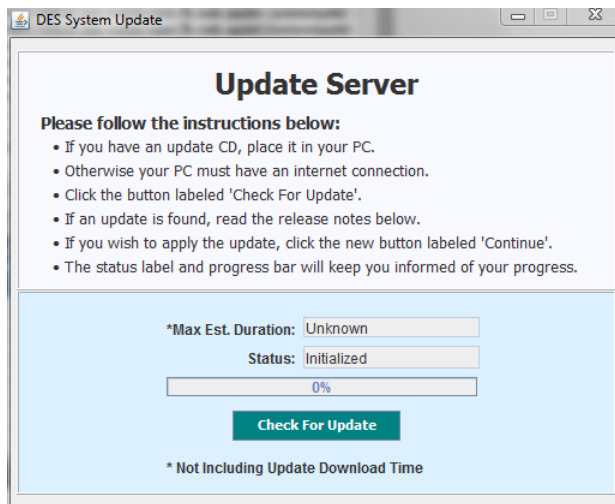 DES System Update
Update Server
Please follow the instructions below:
• If you have an update CD, place it in your PC.
• Otherwise your PC must have an internet connection.
• Click the button labeled 'Check For Update'.
• If an update is found, read the release notes below.
• If you wish to apply the update, click the new button labeled 'Continue'.
• The status label and progress bar will keep you informed of your progress.
*Max Est. Duration: Unknown
Status: Initialized
0%
Check For Update
* Not Including Update Download Time